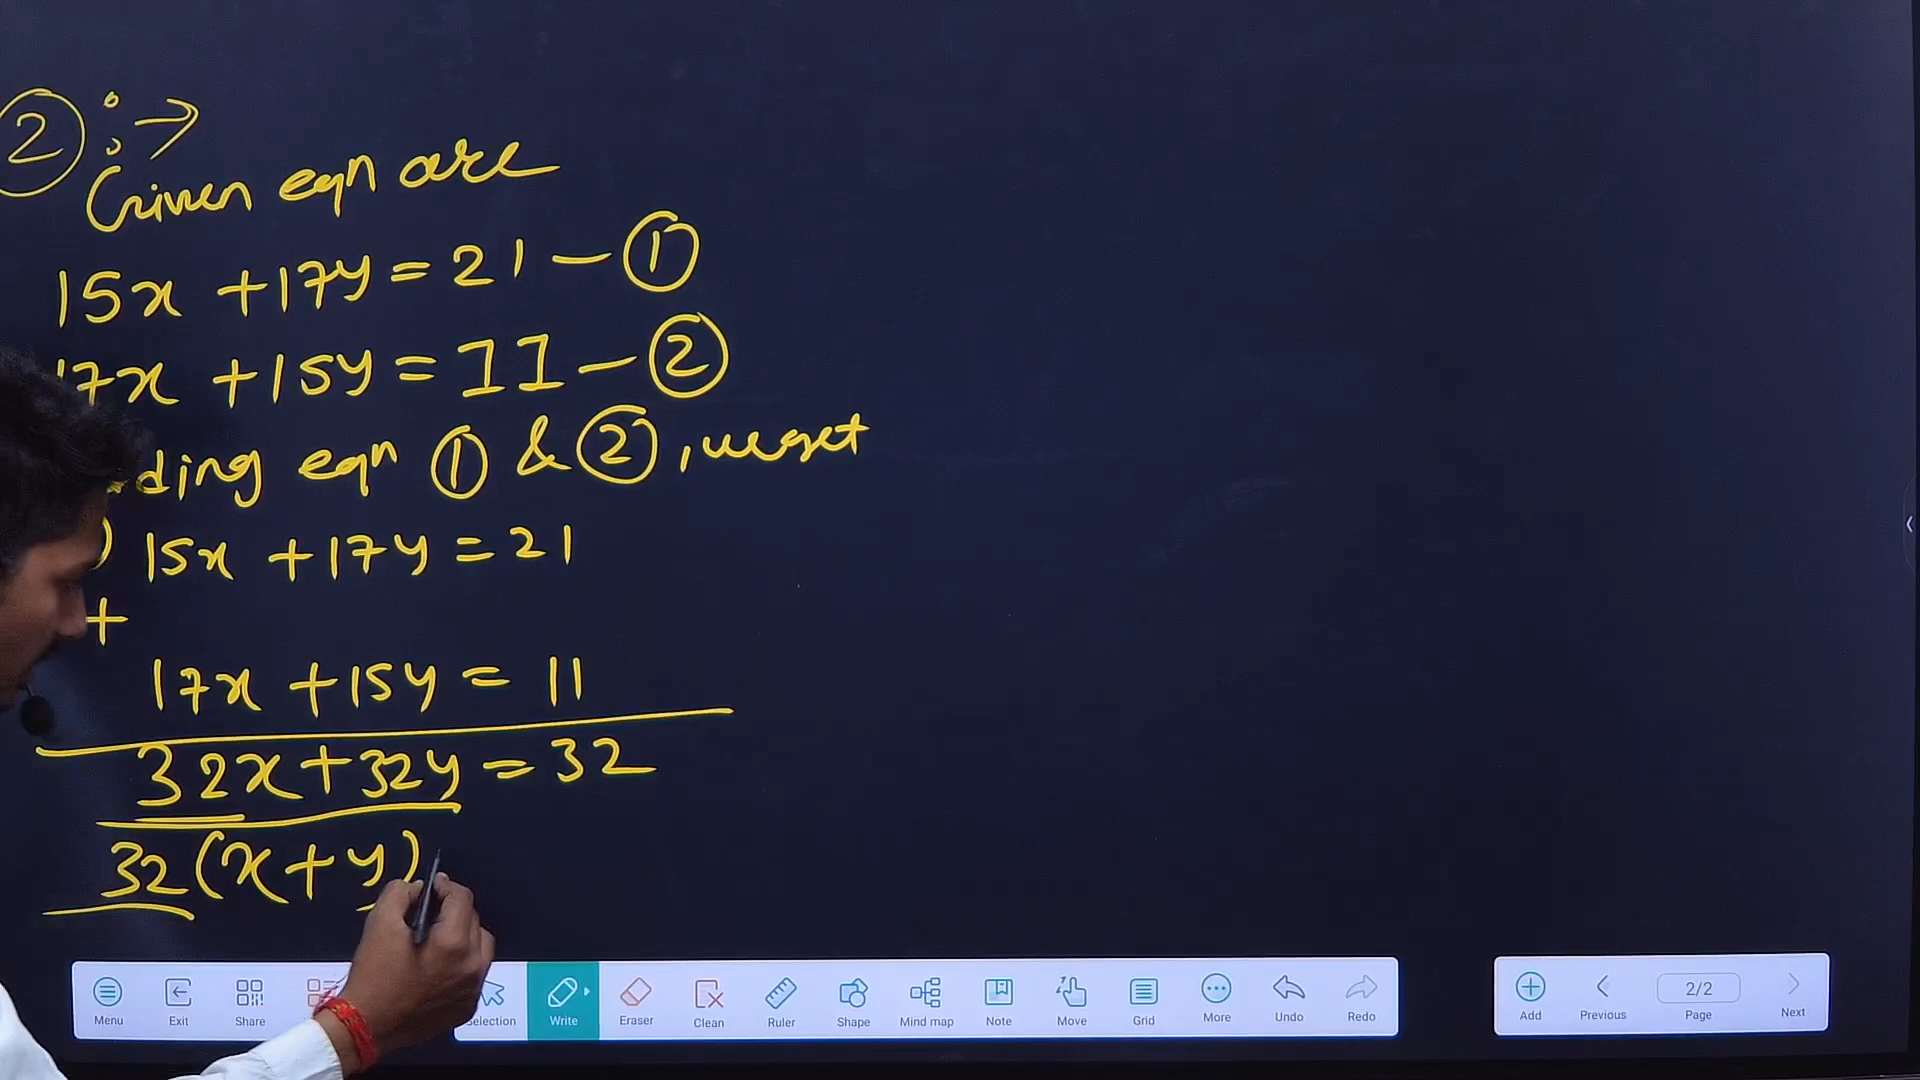 2 :→
Given eqn are
15x + 17y = 21 — 1
17x + 15y = 11 — 2
ding eqn 1 & 2, we get
) 15x + 17y = 21
+
17x + 15y = 11
32x + 32y = 32
32(x + y)
Menu Exit Share Selection Write Eraser Clean Ruler Shape Mind map Note Move Grid More Undo Redo
Add Previous 2/2 Page Next